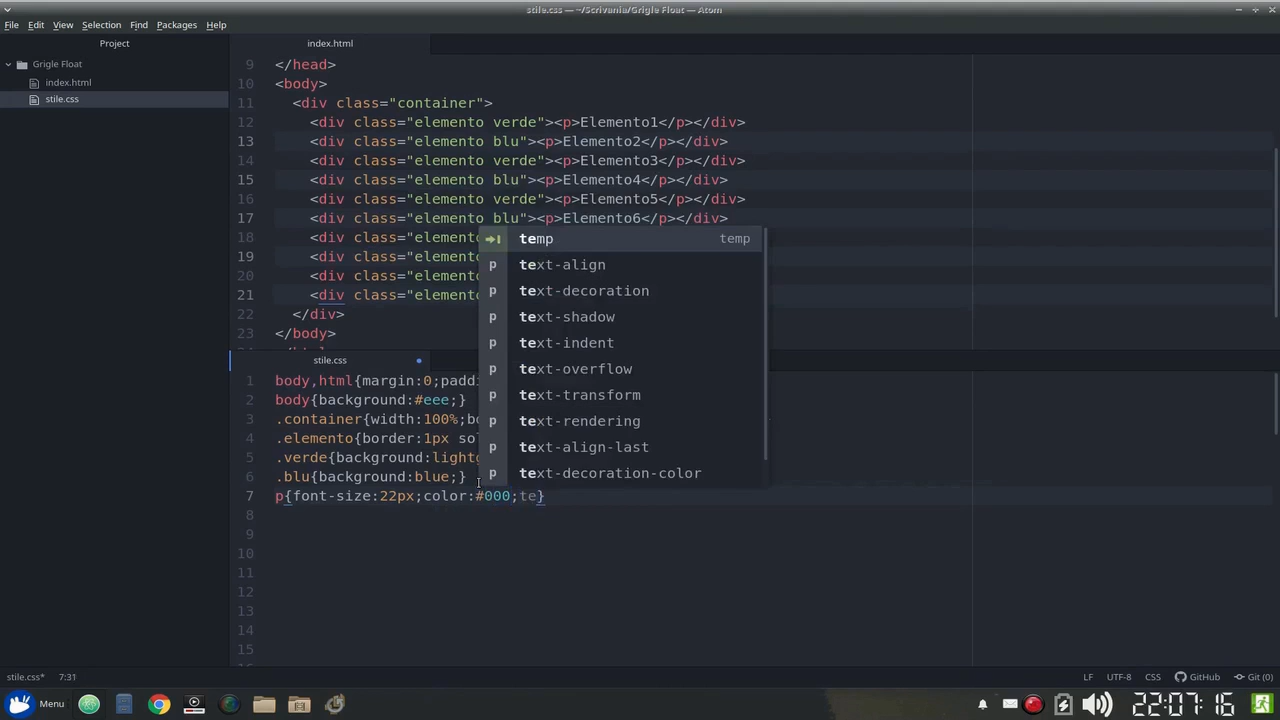 stile.css — ~/Scrivania/Grigle Float — Atom
File Edit View Selection Find Packages Help
Project
Grigle Float
index.html
stile.css
index.html
9 </head>
10 <body>
11 <div class="container">
12 <div class="elemento verde"><p>Elemento1</p></div>
13 <div class="elemento blu"><p>Elemento2</p></div>
14 <div class="elemento verde"><p>Elemento3</p></div>
15 <div class="elemento blu"><p>Elemento4</p></div>
16 <div class="elemento verde"><p>Elemento5</p></div>
17 <div class="elemento blu"><p>Elemento6</p></div>
18 <div class="elemento
19 <div class="elemento
20 <div class="elemento
21 <div class="elemento
22 </div>
23 </body>
temp temp
p text-align
p text-decoration
p text-shadow
p text-indent
p text-overflow
p text-transform
p text-rendering
p text-align-last
p text-decoration-color
stile.css
1 body,html{margin:0;paddi
2 body{background:#eee;}
3 .container{width:100%;bo
4 .elemento{border:1px sol
5 .verde{background:lightg
6 .blu{background:blue;}
7 p{font-size:22px;color:#000;te}
8
9
10
11
12
13
14
15
16
stile.css* 7:31 LF UTF-8 CSS GitHub Git (0)
Menu 22:07:16